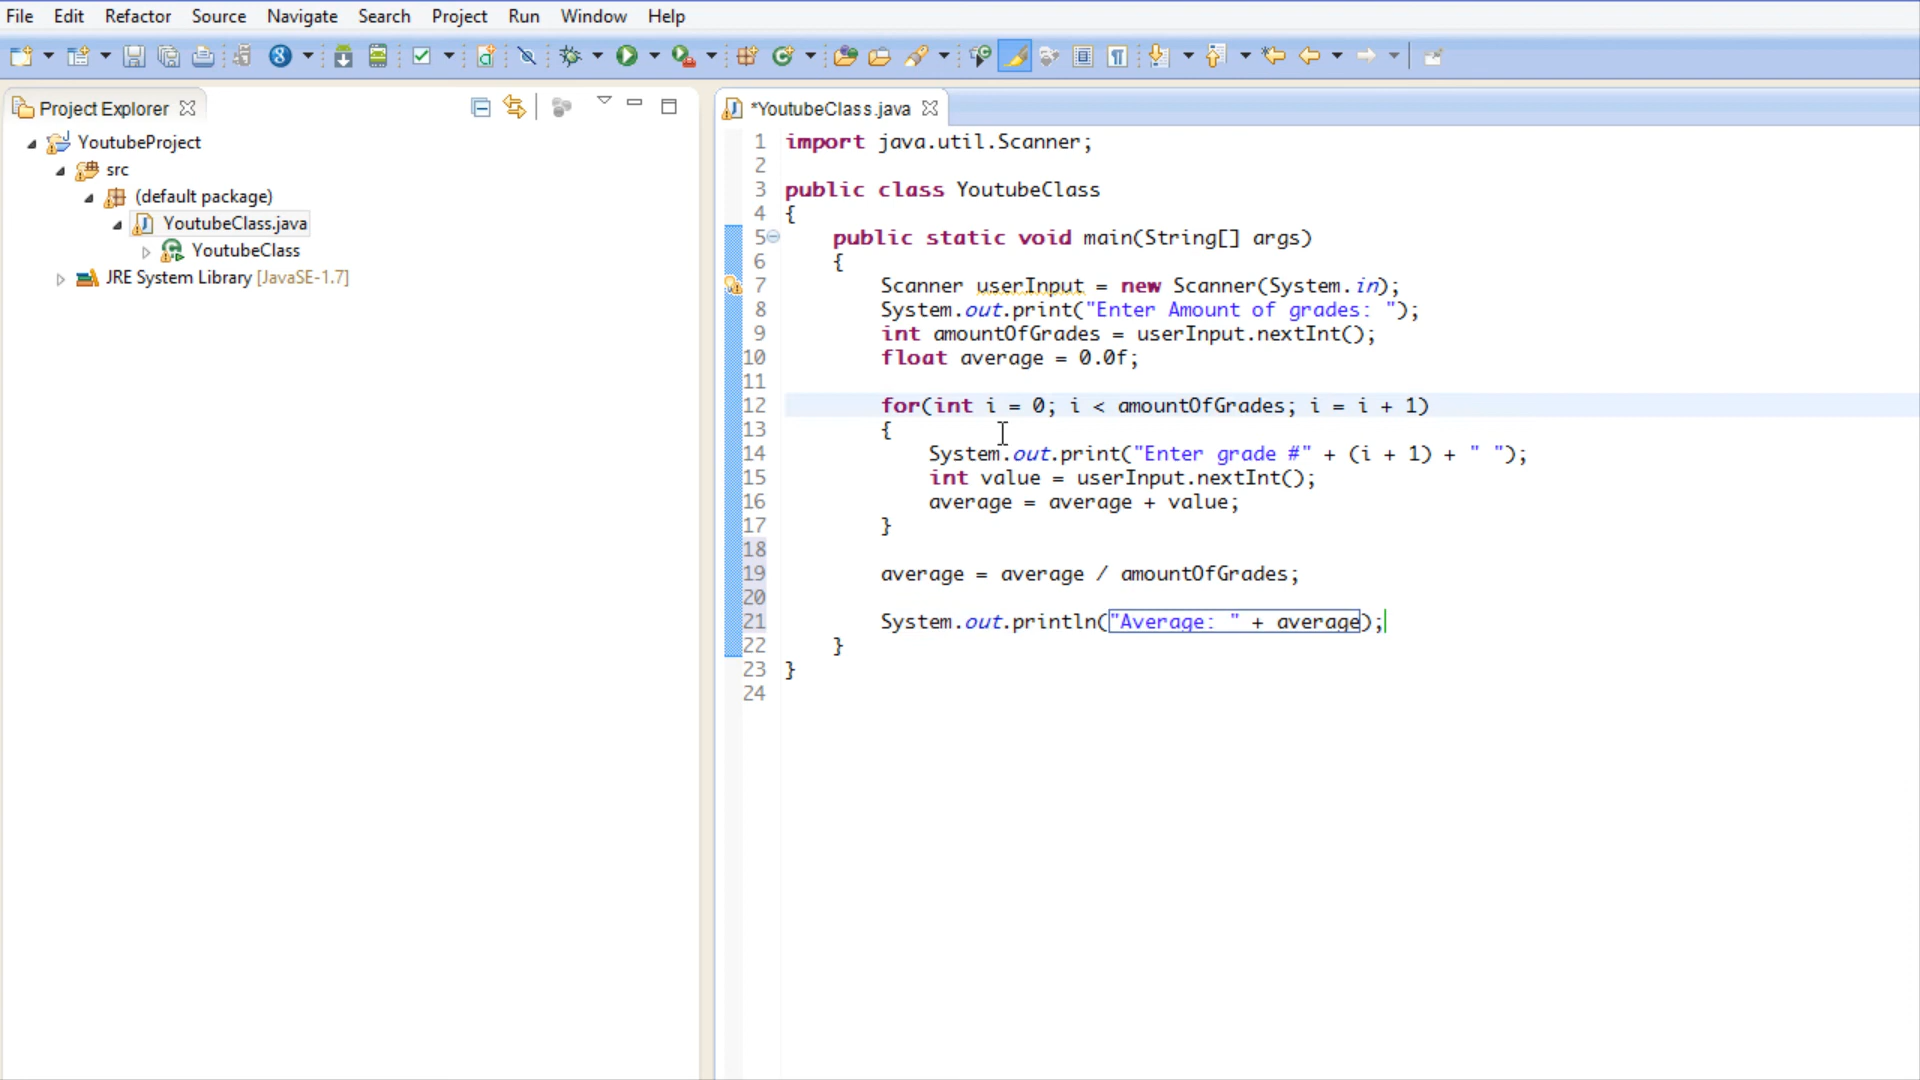 File Edit Refactor Source Navigate Search Project Run Window Help
Project Explorer
YoutubeProject
src
(default package)
YoutubeClass.java
YoutubeClass
JRE System Library [JavaSE-1.7]
*YoutubeClass.java
1 import java.util.Scanner;
2
3 public class YoutubeClass
4 {
5 public static void main(String[] args)
6 {
7 Scanner userInput = new Scanner(System.in);
8 System.out.print("Enter Amount of grades: ");
9 int amountOfGrades = userInput.nextInt();
10 float average = 0.0f;
11
12 for(int i = 0; i < amountOfGrades; i = i + 1)
13 {
14 System.out.print("Enter grade #" + (i + 1) + " ");
15 int value = userInput.nextInt();
16 average = average + value;
17 }
18
19 average = average / amountOfGrades;
20
21 System.out.println("Average: " + average);
22 }
23 }
24